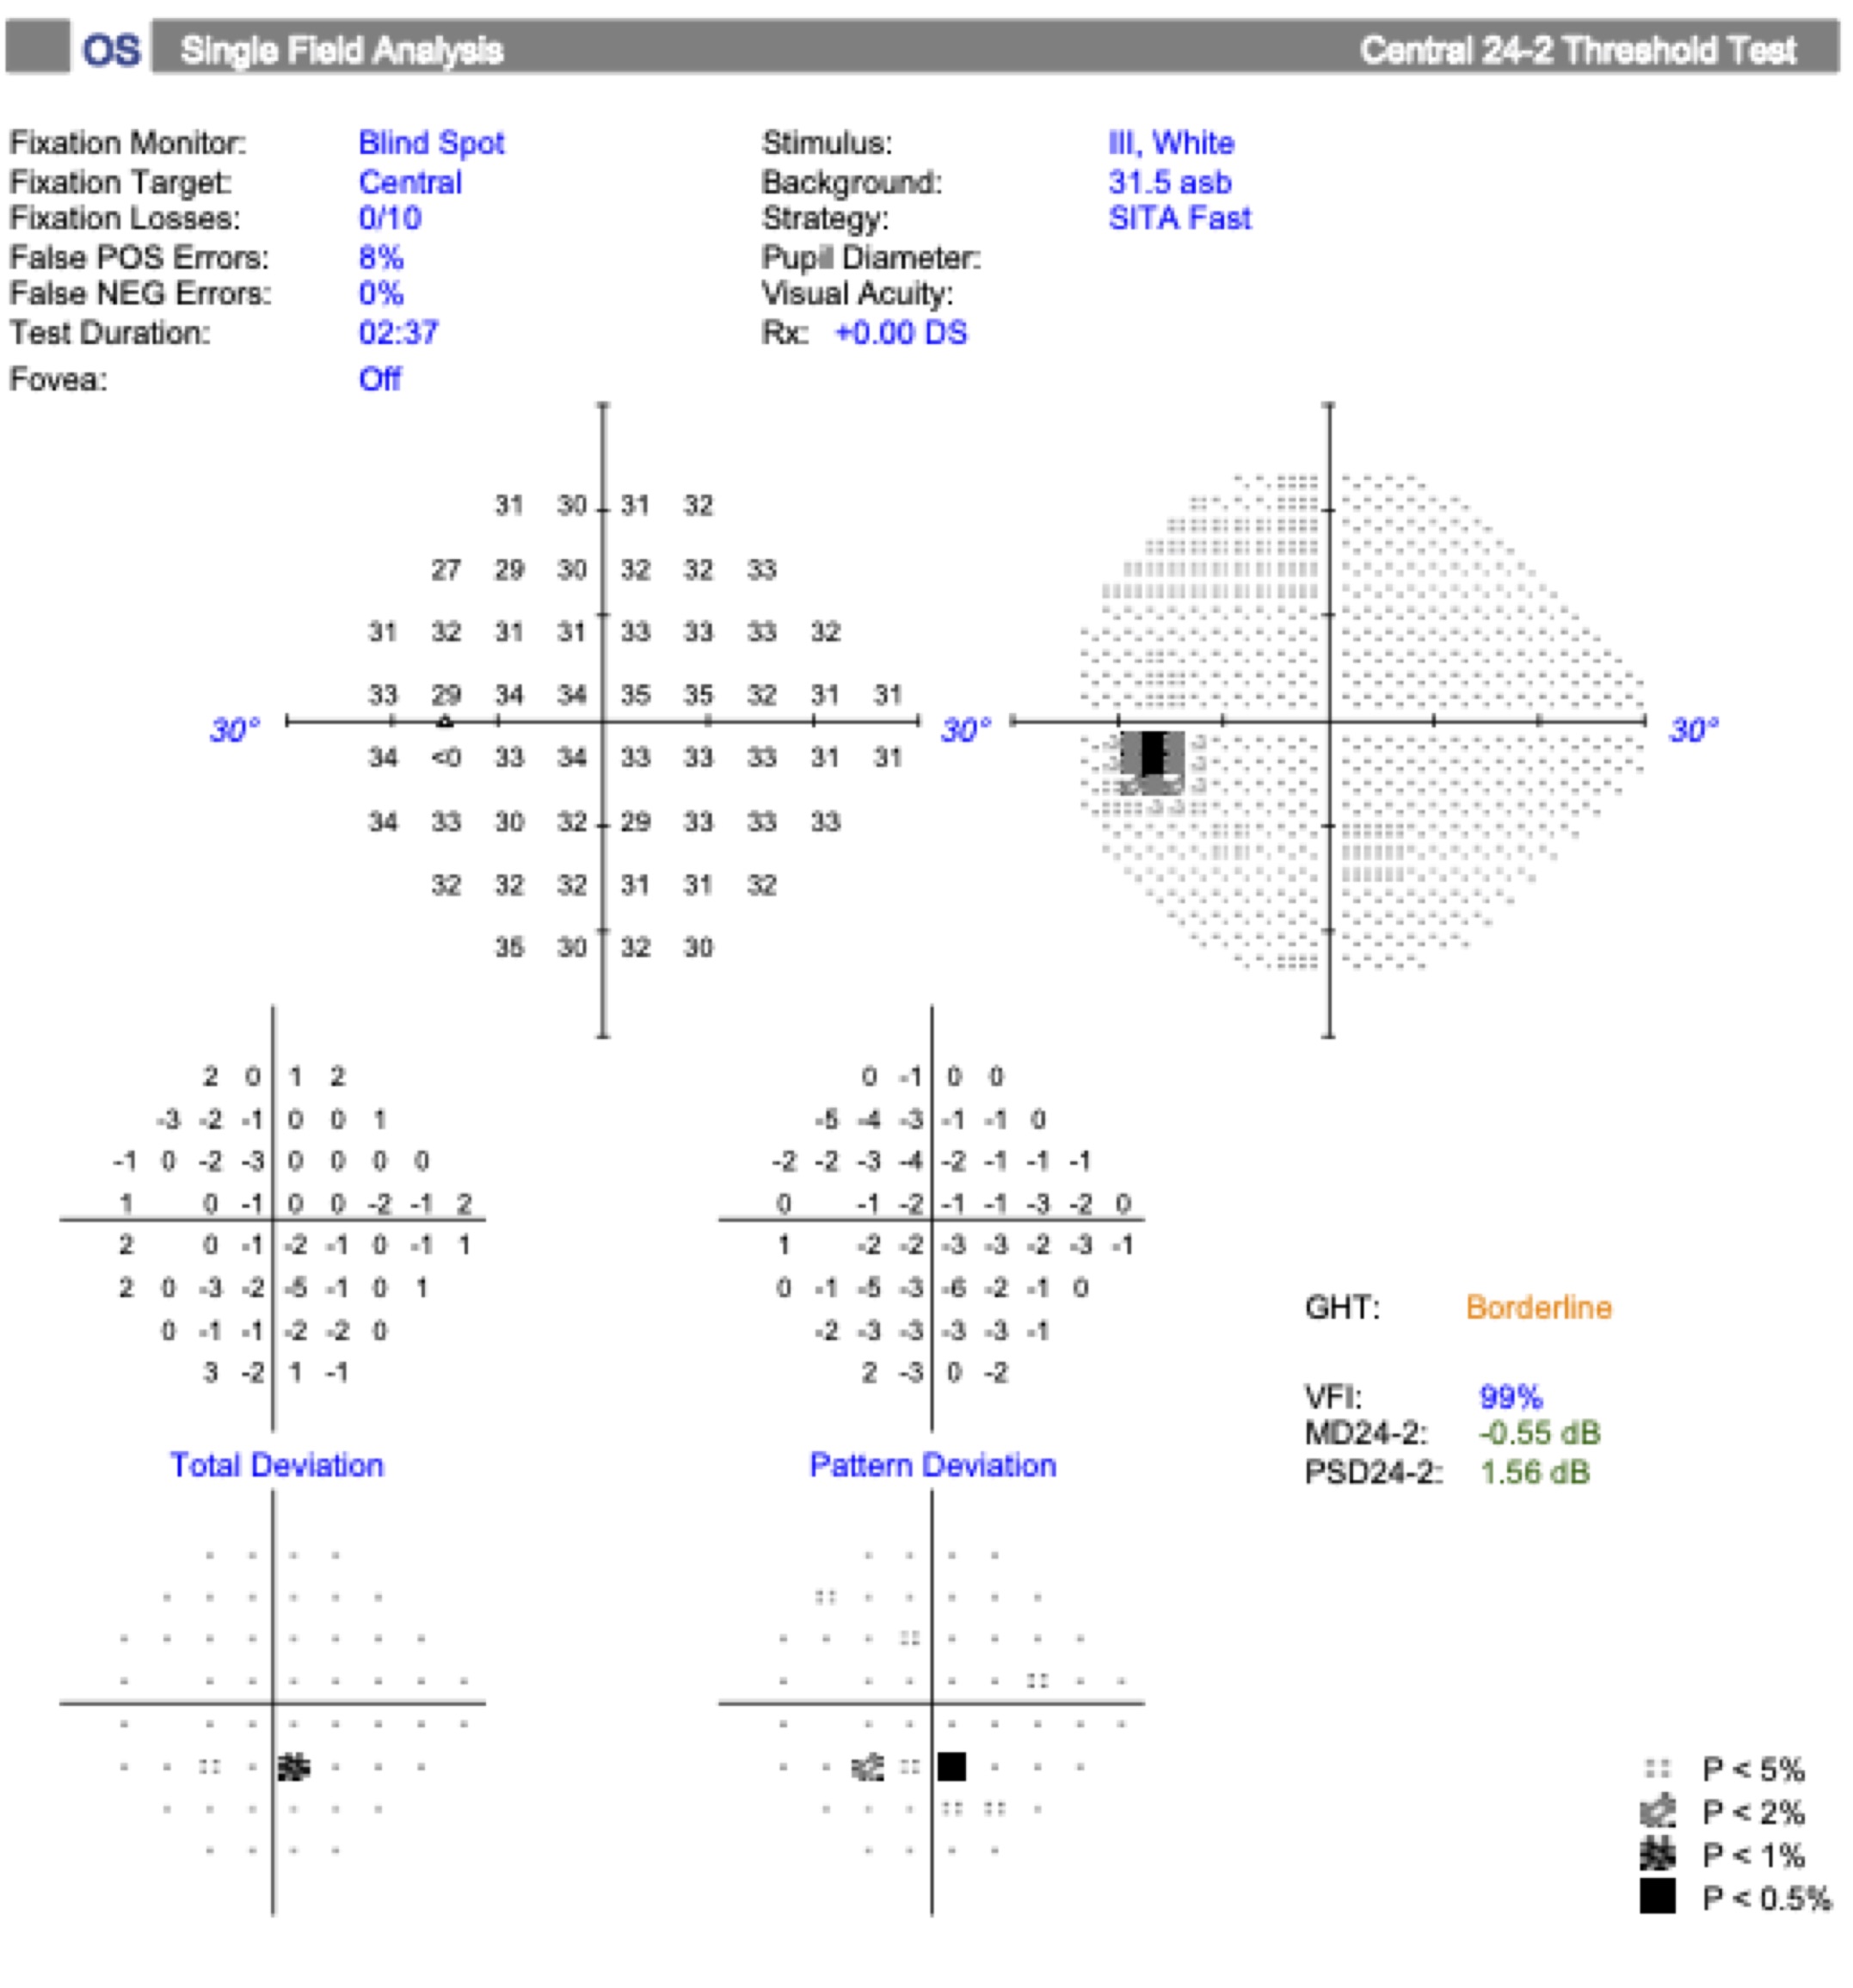 OS Single Field Analysis Central 24-2 Threshold Test
Fixation Monitor: Blind Spot Stimulus: III, White
Fixation Target: Central Background: 31.5 asb
Fixation Losses: 0/10 Strategy: SITA Fast
False POS Errors: 8% Pupil Diameter:
False NEG Errors: 0% Visual Acuity:
Test Duration: 02:37 Rx: +0.00 DS
Fovea: Off
31 30 31 32
27 29 30 32 32 33
31 32 31 31 33 33 33 32
33 29 34 34 35 35 32 31 31
30° 30° 30°
34 <0 33 34 33 33 33 31 31
34 33 30 32 29 33 33 33
32 32 32 31 31 32
35 30 32 30
2 0 1 2 0 -1 0 0
-3 -2 -1 0 0 1 -5 -4 -3 -1 -1 0
-1 0 -2 -3 0 0 0 0 -2 -2 -3 -4 -2 -1 -1 -1
1 0 -1 0 0 -2 -1 2 0 -1 -2 -1 -1 -3 -2 0
2 0 -1 -2 -1 0 -1 1 1 -2 -2 -3 -3 -2 -3 -1
2 0 -3 -2 -5 -1 0 1 0 -1 -5 -3 -6 -2 -1 0
GHT: Borderline
0 -1 -1 -2 -2 0 -2 -3 -3 -3 -3 -1
3 -2 1 -1 2 -3 0 -2
VFI: 99%
MD24-2: -0.55 dB
Total Deviation Pattern Deviation PSD24-2: 1.56 dB
P < 5%
P < 2%
P < 1%
P < 0.5%